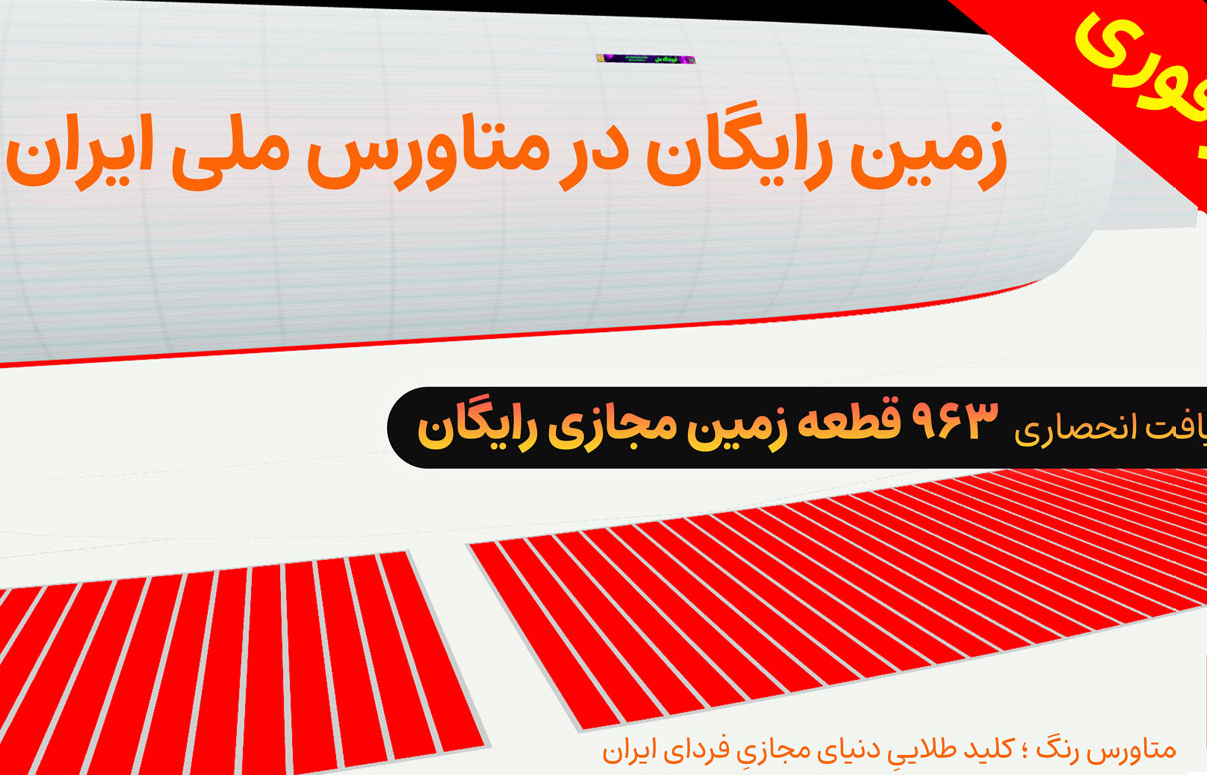 فوری
زمین رایگان در متاورس ملی ایران
انحصاری ۹۶۳ قطعه زمین مجازی رایگان
متاورس رنگ ؛ کلید طلاییِ دنیای مجازیِ فردای ایران